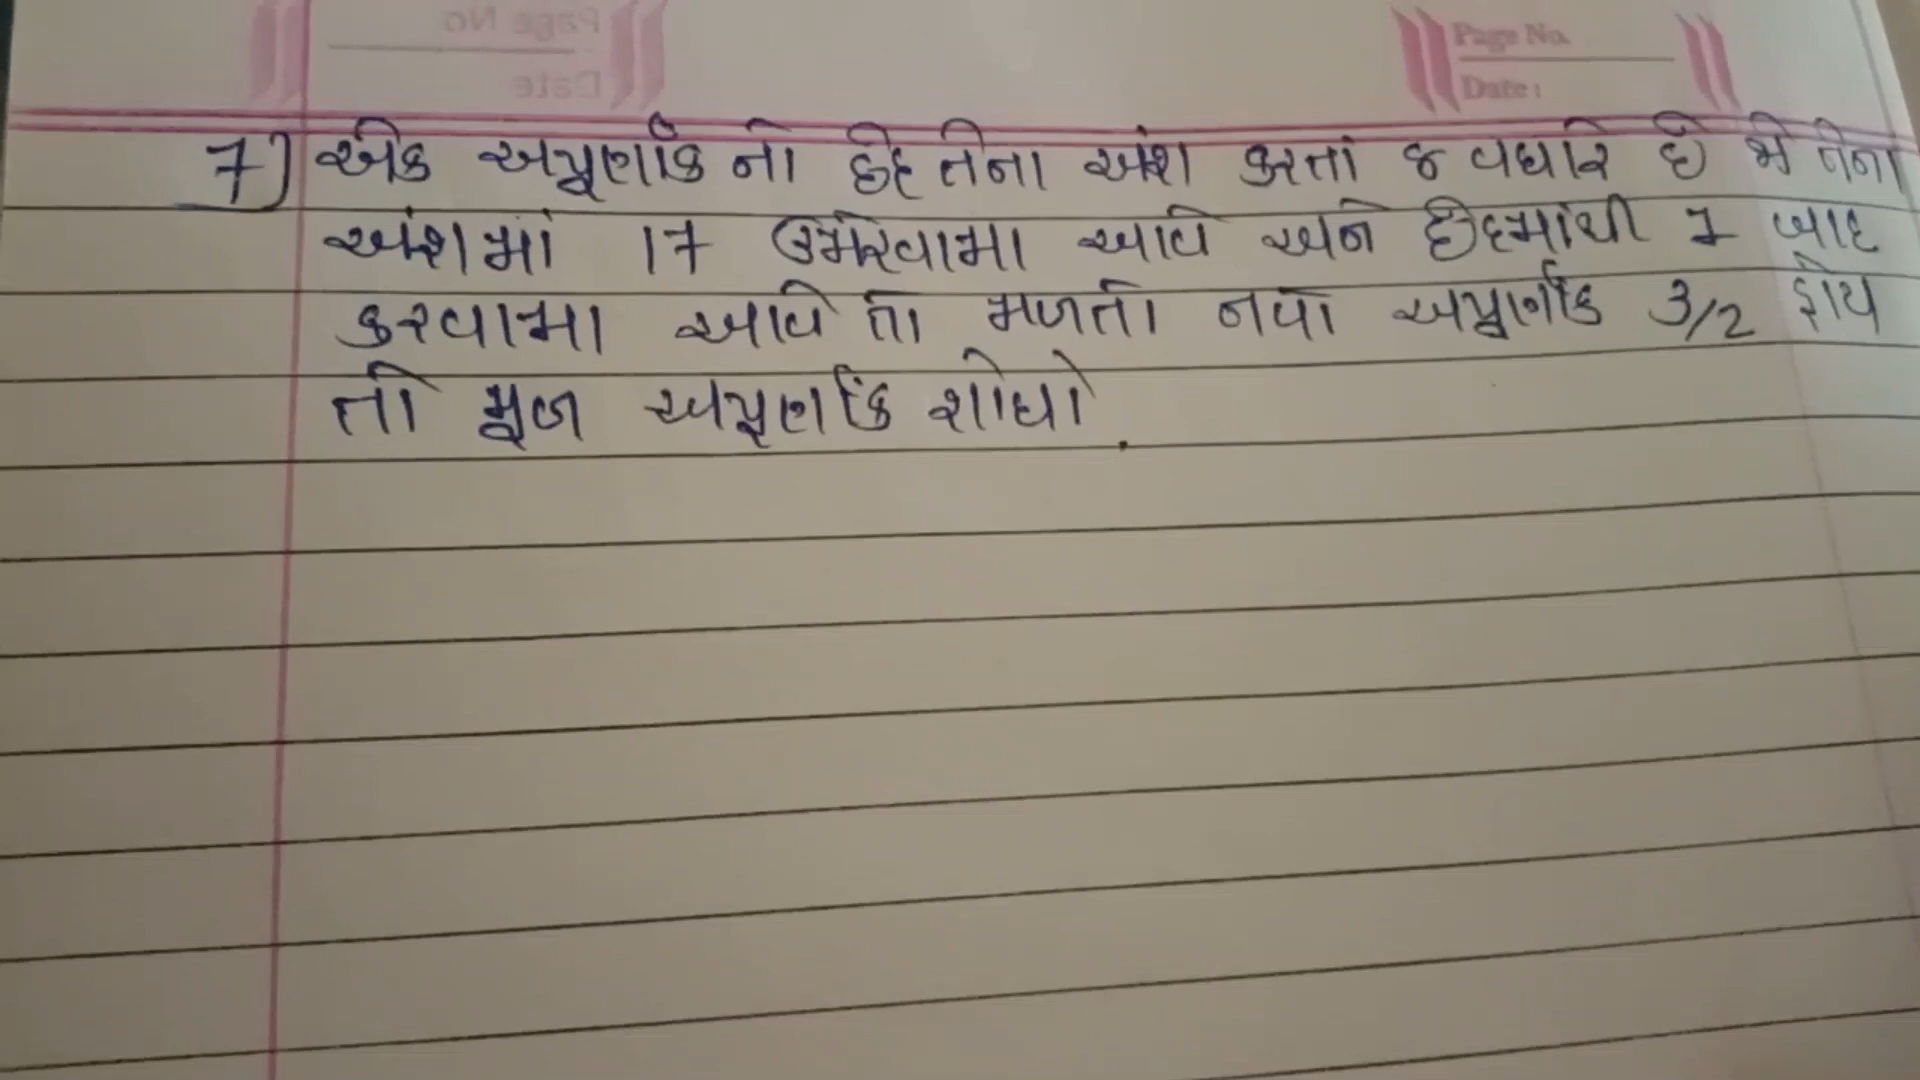 Page No.
Date:
7) એક અપૂર્ણાંક નો છેદ તેના અંશ કરતાં 8 વધારે છે જો તેના
અંશમાં 17 ઉમેરવામા આવે અને છેદમાંથી 1 બાદ
કરવામા આવે તો મળતો નવો અપૂર્ણાંક 3/2 હોય
તો મૂળ અપૂર્ણાંક શોધો.